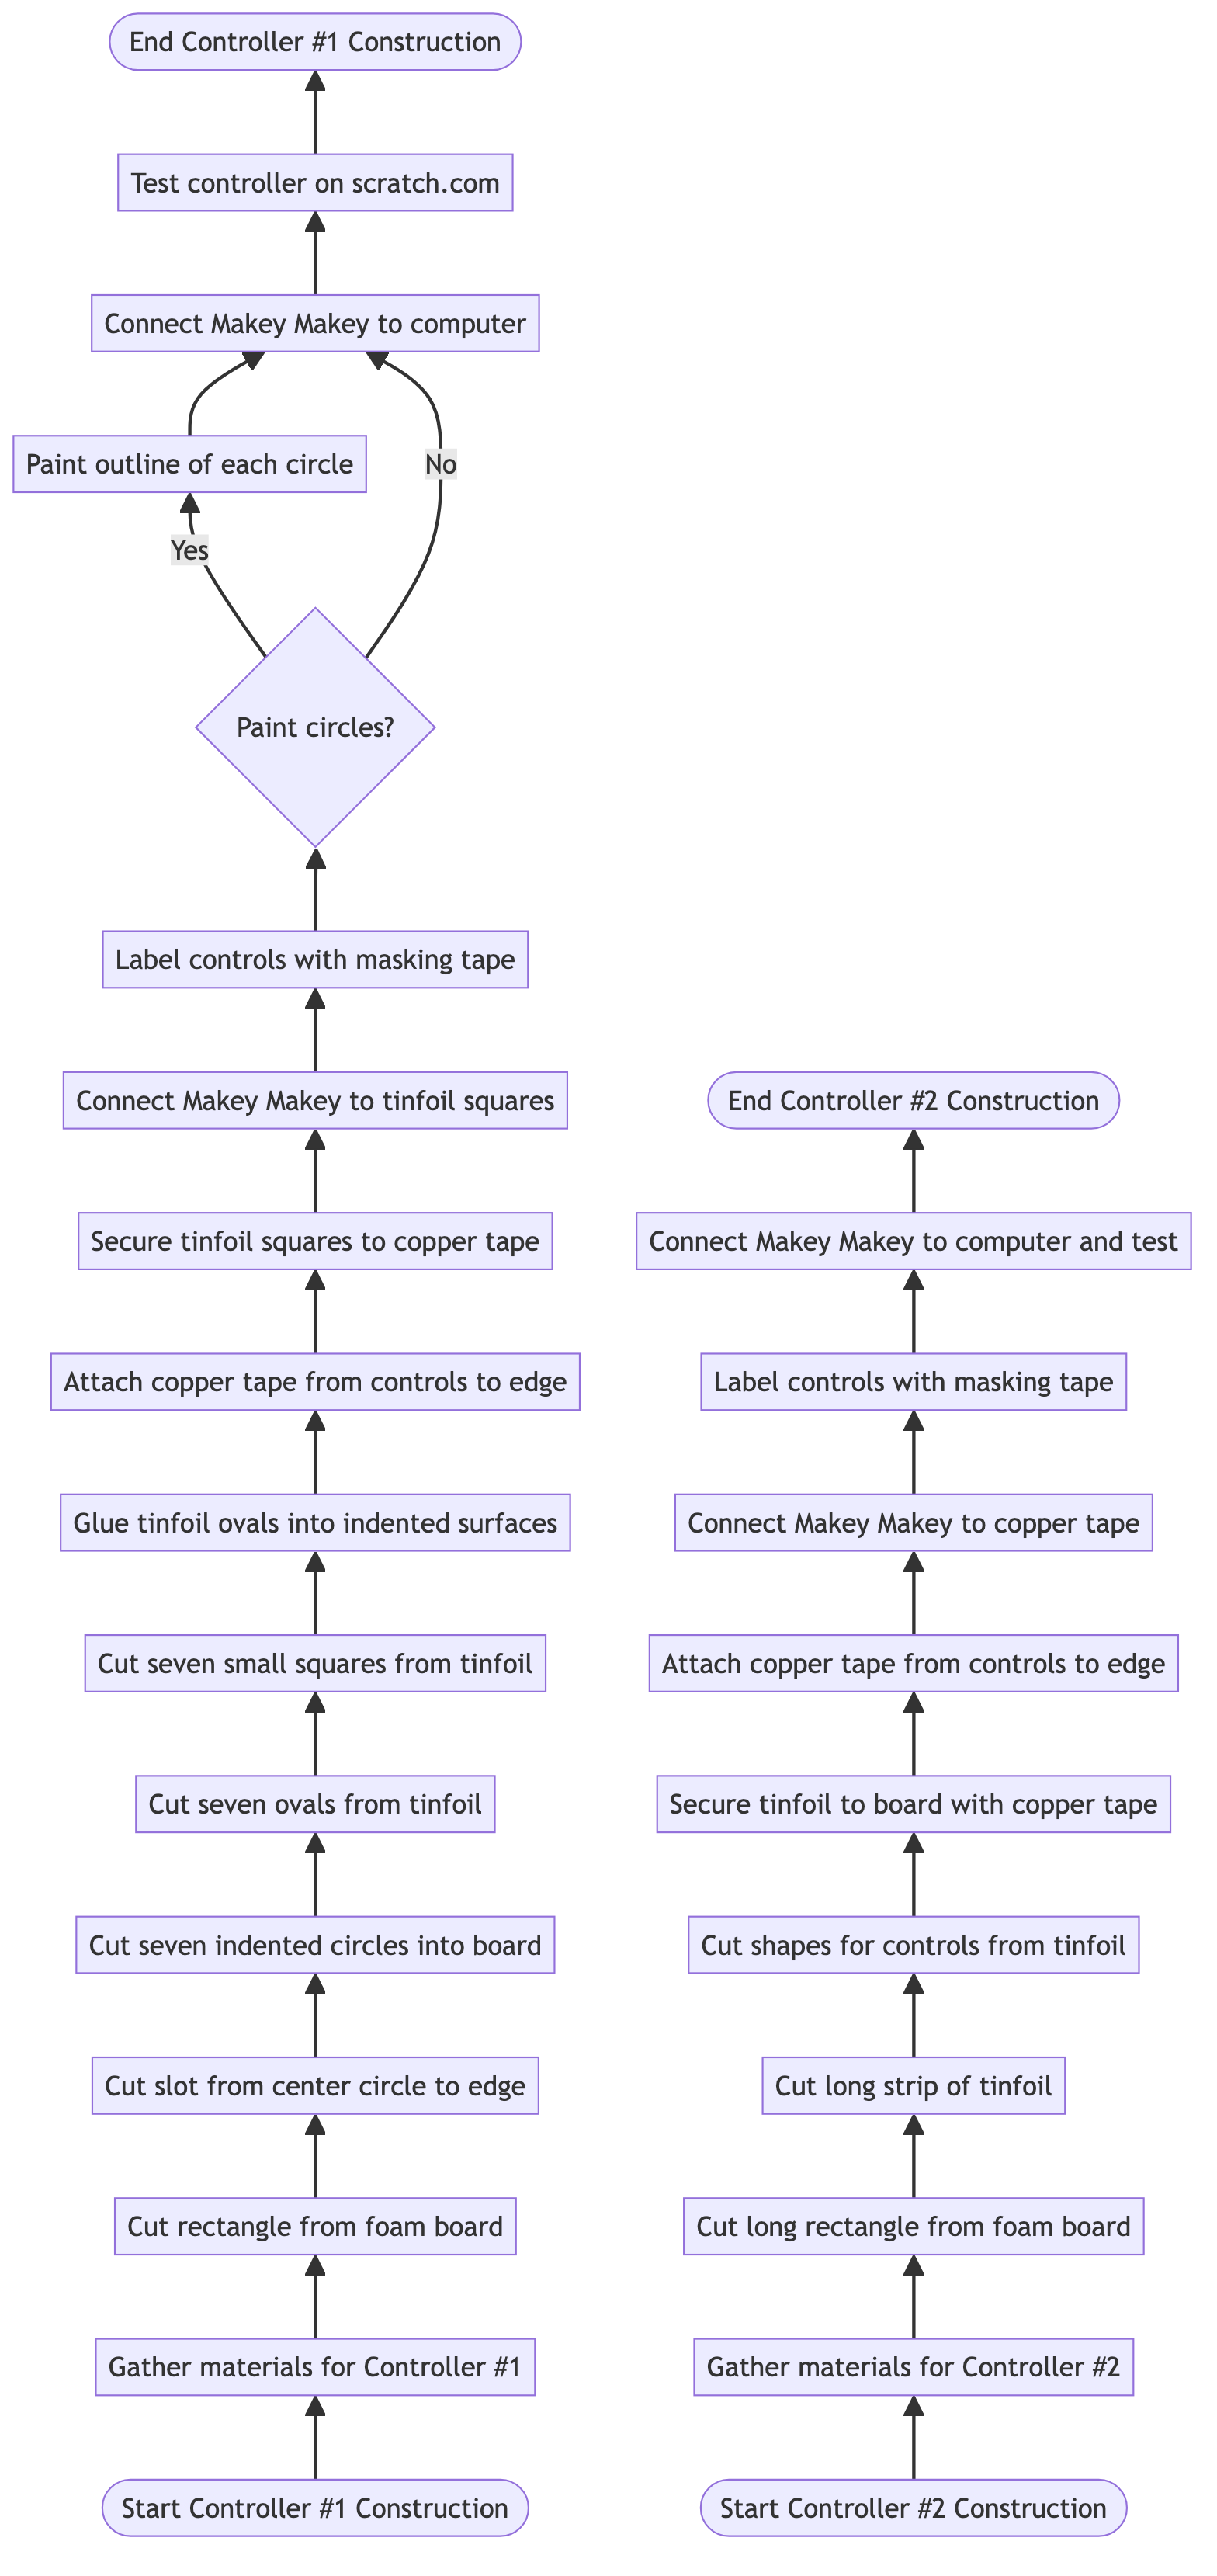 End Controller #1 Construction
Test controller on scratch.com
Connect Makey Makey to computer
Paint outline of each circle
No
Yes
Paint circles?
Label controls with masking tape
Connect Makey Makey to tinfoil squares
Secure tinfoil squares to copper tape
Attach copper tape from controls to edge
Glue tinfoil ovals into indented surfaces
Cut seven small squares from tinfoil
Cut seven ovals from tinfoil
Cut seven indented circles into board
Cut slot from center circle to edge
Cut rectangle from foam board
Gather materials for Controller #1
Start Controller #1 Construction
End Controller #2 Construction
Connect Makey Makey to computer and test
Label controls with masking tape
Connect Makey Makey to copper tape
Attach copper tape from controls to edge
Secure tinfoil to board with copper tape
Cut shapes for controls from tinfoil
Cut long strip of tinfoil
Cut long rectangle from foam board
Gather materials for Controller #2
Start Controller #2 Construction